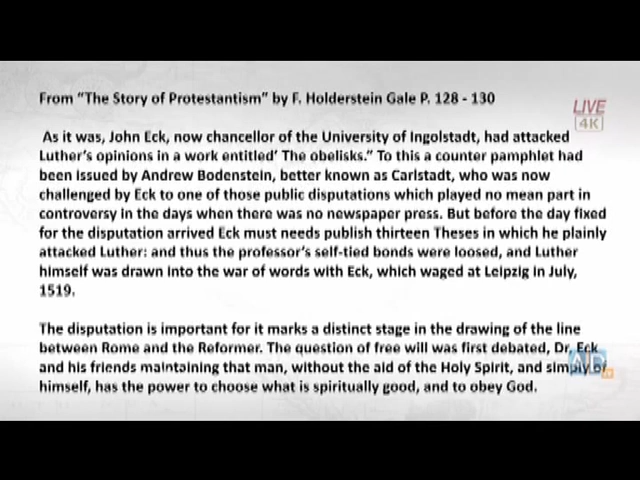 From “The Story of Protestantism” by F. Holderstein Gale P. 128 - 130
LIVE
4K
As it was, John Eck, now chancellor of the University of Ingolstadt, had attacked
Luther’s opinions in a work entitled’ The obelisks.” To this a counter pamphlet had
been issued by Andrew Bodenstein, better known as Carlstadt, who was now
challenged by Eck to one of those public disputations which played no mean part in
controversy in the days when there was no newspaper press. But before the day fixed
for the disputation arrived Eck must needs publish thirteen Theses in which he plainly
attacked Luther: and thus the professor’s self-tied bonds were loosed, and Luther
himself was drawn into the war of words with Eck, which waged at Leipzig in July,
1519.
The disputation is important for it marks a distinct stage in the drawing of the line
between Rome and the Reformer. The question of free will was first debated, Dr. Eck
and his friends maintaining that man, without the aid of the Holy Spirit, and simply of
himself, has the power to choose what is spiritually good, and to obey God.